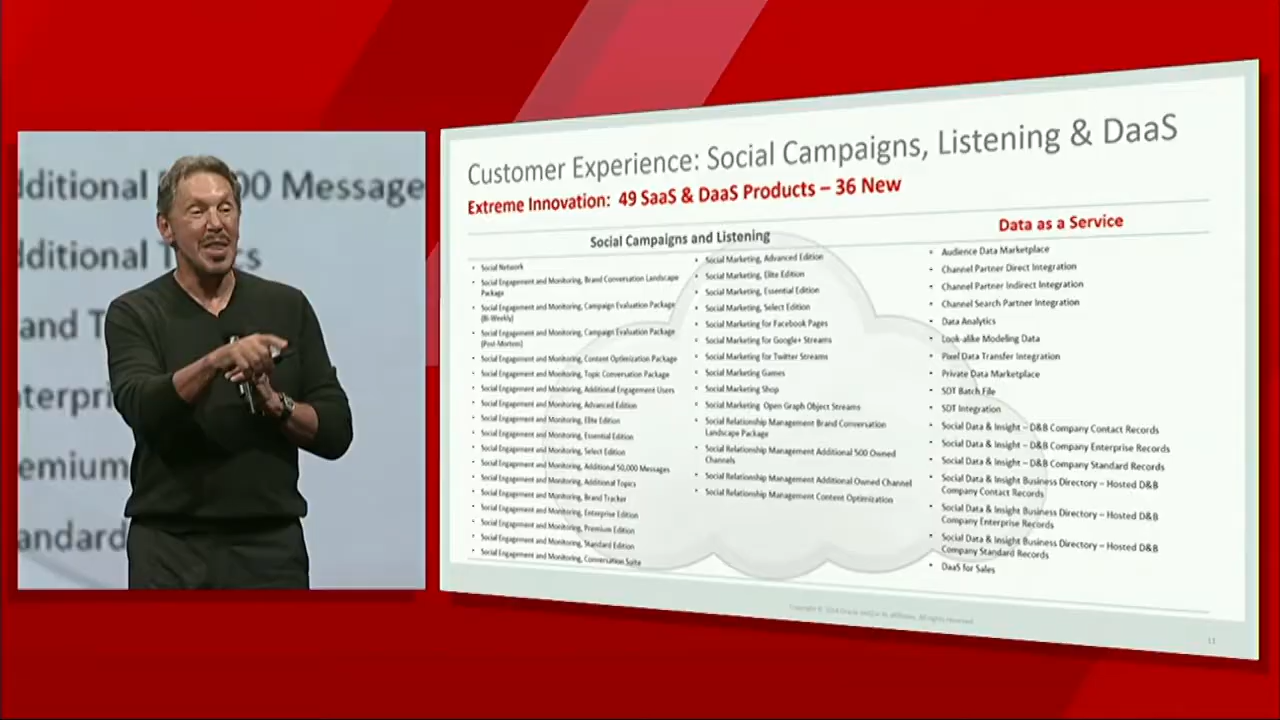 dditional 00 Message
dditional T cs
and T
terpri
emium
andard
Customer Experience: Social Campaigns, Listening & DaaS
Extreme Innovation: 49 SaaS & DaaS Products – 36 New
Social Campaigns and Listening
• Social Network
• Social Engagement and Monitoring, Brand Conversation Landscape
Package
• Social Engagement and Monitoring, Campaign Evaluation Package
(Bi-Weekly)
• Social Engagement and Monitoring, Campaign Evaluation Package
(Post-Mortem)
• Social Engagement and Monitoring, Content Optimization Package
• Social Engagement and Monitoring, Topic Conversation Package
• Social Engagement and Monitoring, Additional Engagement Users
• Social Engagement and Monitoring, Advanced Edition
• Social Engagement and Monitoring, Elite Edition
• Social Engagement and Monitoring, Essential Edition
• Social Engagement and Monitoring, Select Edition
• Social Engagement and Monitoring, Additional 50,000 Messages
• Social Engagement and Monitoring, Additional Topics
• Social Engagement and Monitoring, Brand Tracker
• Social Engagement and Monitoring, Enterprise Edition
• Social Engagement and Monitoring, Premium Edition
• Social Engagement and Monitoring, Standard Edition
• Social Engagement and Monitoring, Conversation Suite
• Social Marketing, Advanced Edition
• Social Marketing, Elite Edition
• Social Marketing, Essential Edition
• Social Marketing, Select Edition
• Social Marketing for Facebook Pages
• Social Marketing for Google+ Streams
• Social Marketing for Twitter Streams
• Social Marketing Games
• Social Marketing Shop
• Social Marketing Open Graph Object Streams
• Social Relationship Management Brand Conversation
Landscape Package
• Social Relationship Management Additional 500 Owned
Channels
• Social Relationship Management Additional Owned Channel
• Social Relationship Management Content Optimization
Data as a Service
• Audience Data Marketplace
• Channel Partner Direct Integration
• Channel Partner Indirect Integration
• Channel Search Partner Integration
• Data Analytics
• Look-alike Modeling Data
• Pixel Data Transfer Integration
• Private Data Marketplace
• SDT Batch File
• SDT Integration
• Social Data & Insight – D&B Company Contact Records
• Social Data & Insight – D&B Company Enterprise Records
• Social Data & Insight – D&B Company Standard Records
• Social Data & Insight Business Directory – Hosted D&B
Company Contact Records
• Social Data & Insight Business Directory – Hosted D&B
Company Enterprise Records
• Social Data & Insight Business Directory – Hosted D&B
Company Standard Records
• DaaS for Sales
Copyright © 2014 Oracle and/or its affiliates. All rights reserved.
11